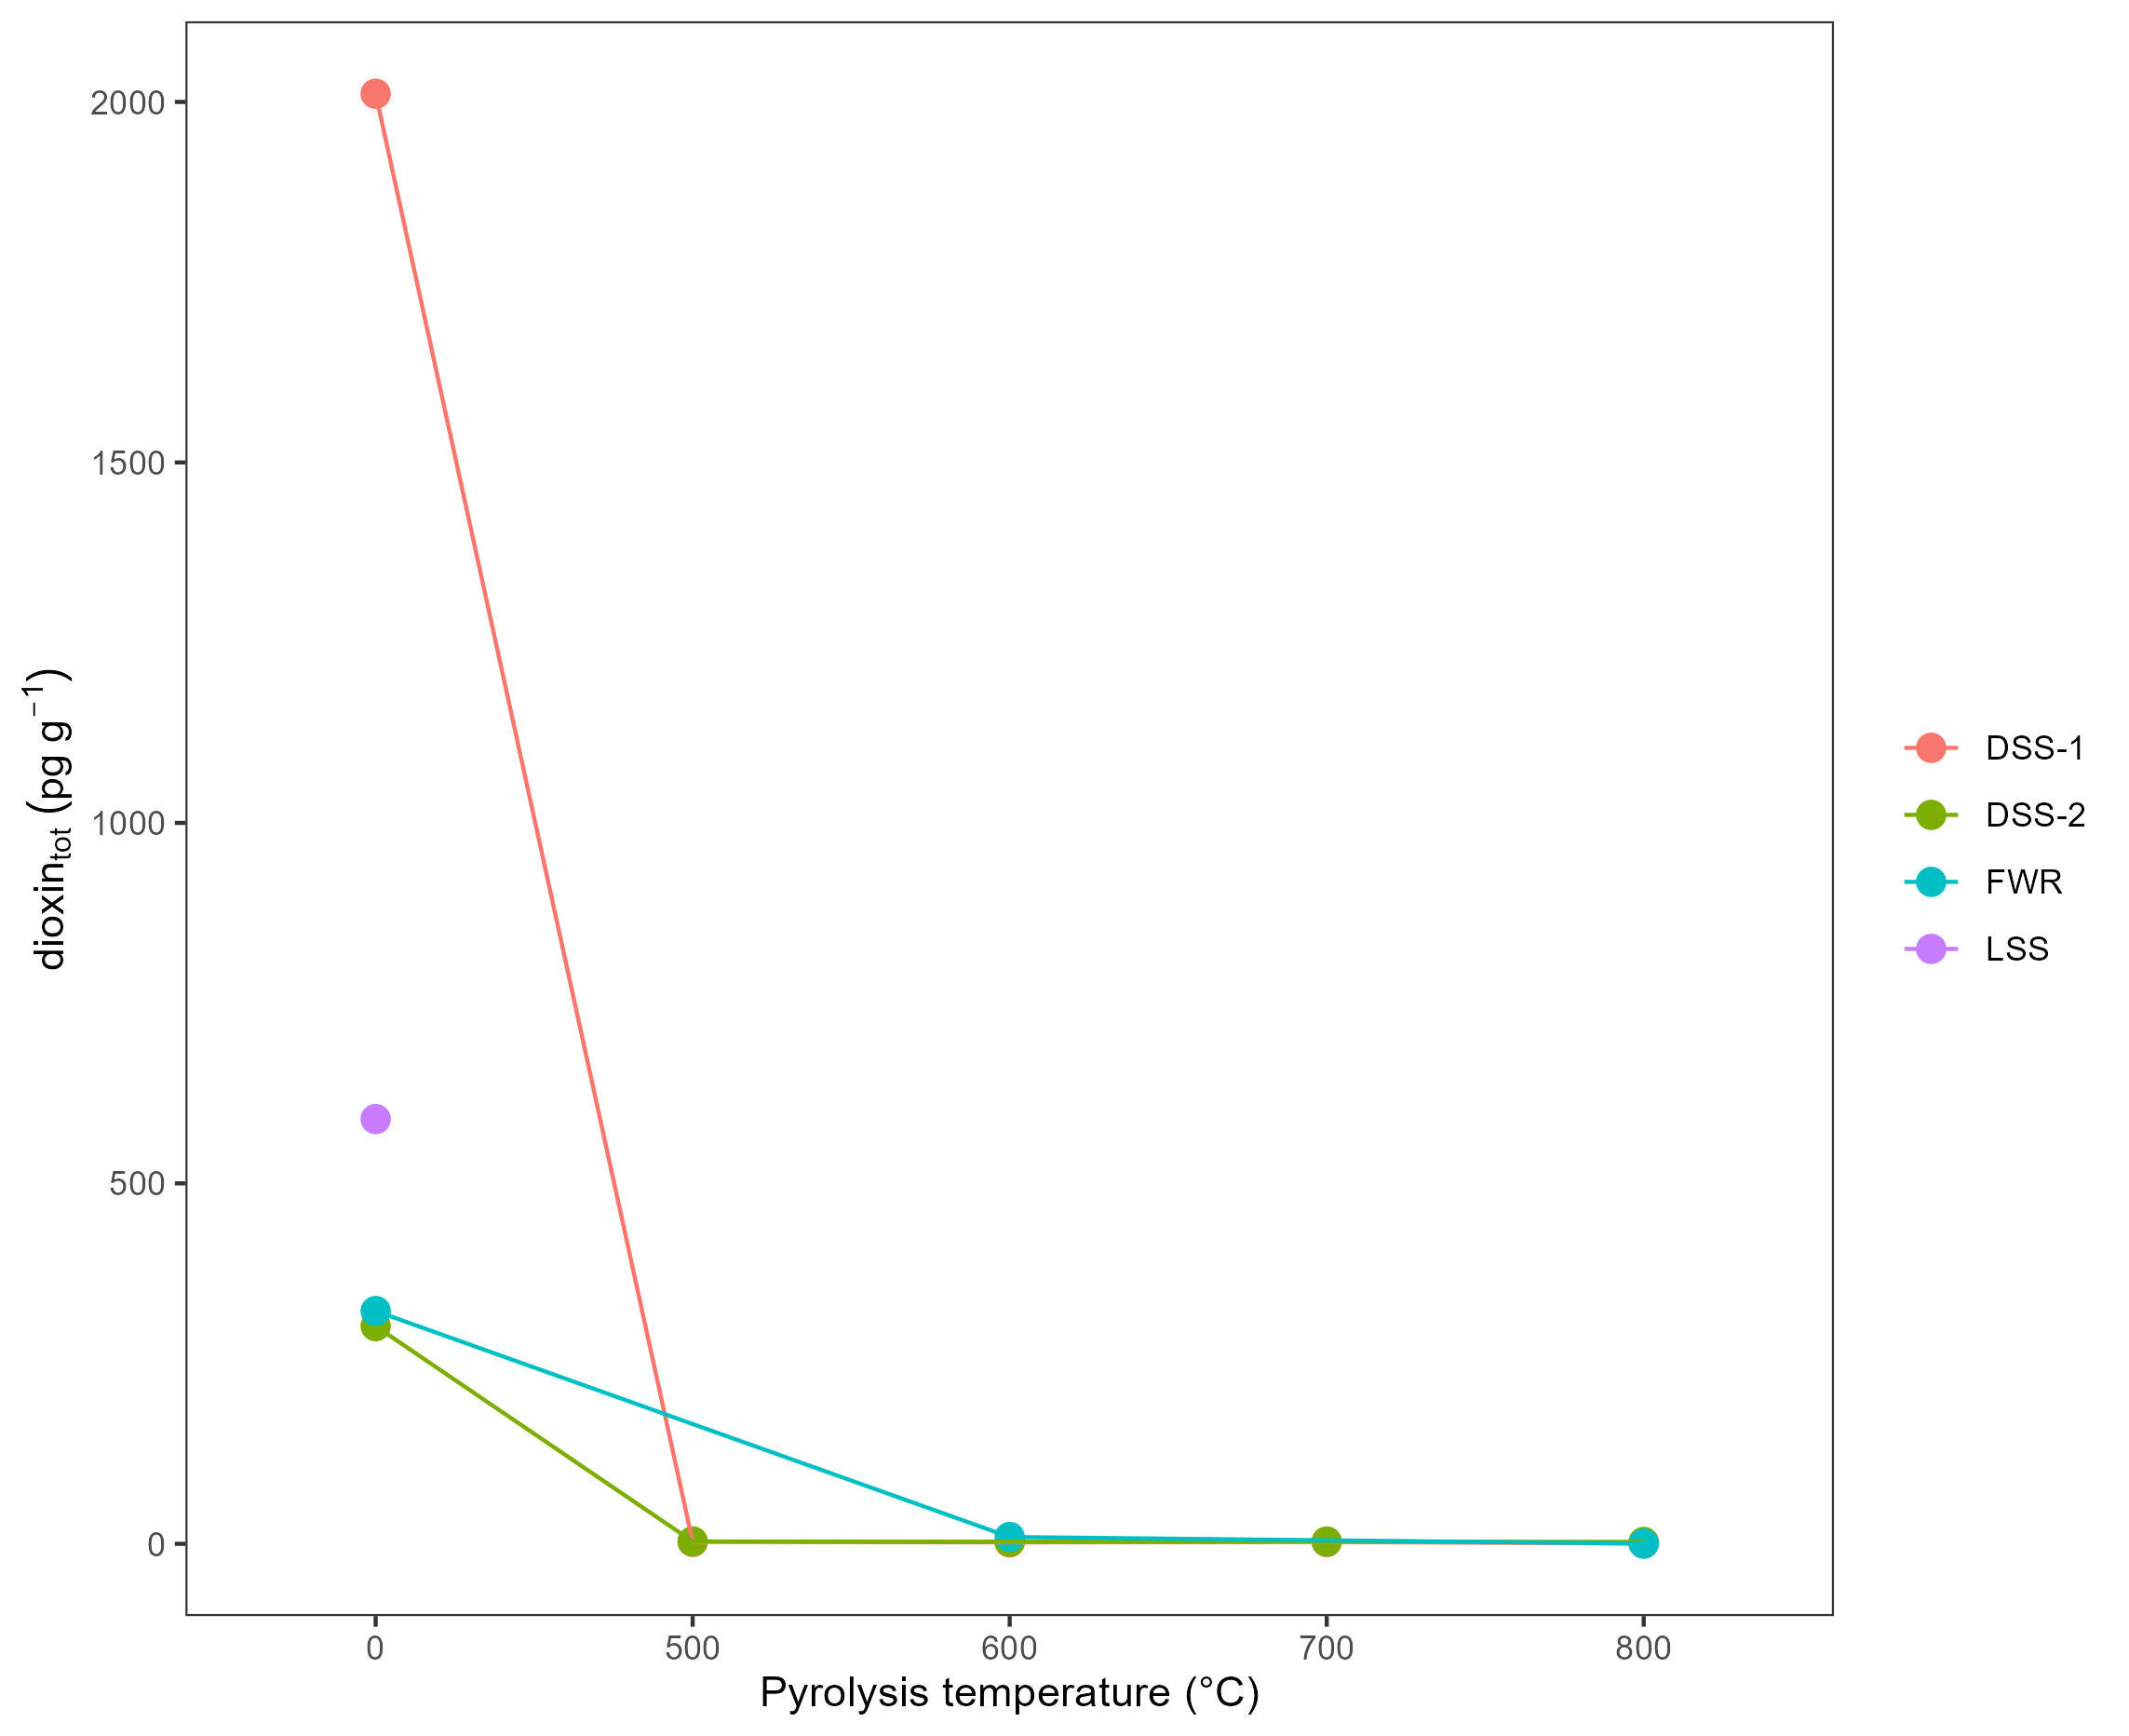 2000
1500
1000
500
0
dioxin_tot (pg g⁻¹)
0 500 600 700 800
Pyrolysis temperature (°C)
DSS-1
DSS-2
FWR
LSS